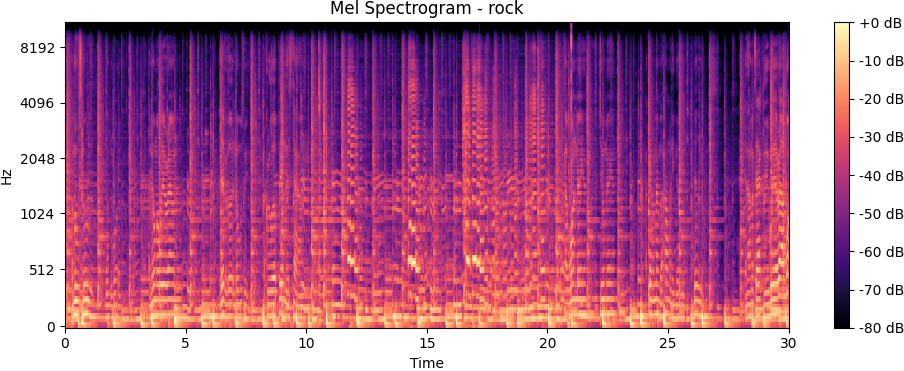 Mel Spectrogram - rock
Hz
8192
4096
2048
1024
512
0
0 5 10 15 20 25 30
Time
+0 dB
-10 dB
-20 dB
-30 dB
-40 dB
-50 dB
-60 dB
-70 dB
-80 dB